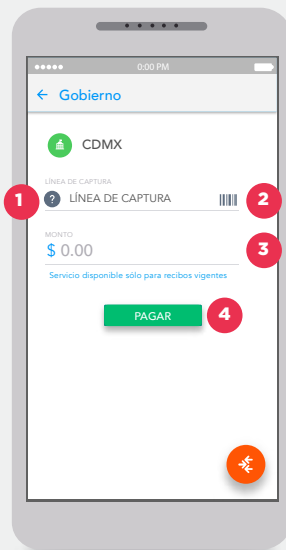 0:00 PM
← Gobierno
CDMX
LÍNEA DE CAPTURA
1 ? LÍNEA DE CAPTURA 2
MONTO
$ 0.00 3
Servicio disponible sólo para recibos vigentes
PAGAR 4